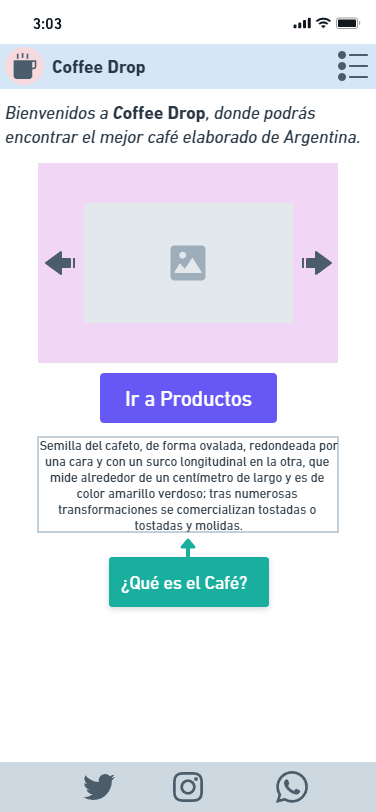 3:03
Coffee Drop
Bienvenidos a Coffee Drop, donde podrás
encontrar el mejor café elaborado de Argentina.
Ir a Productos
Semilla del cafeto, de forma ovalada, redondeada por
una cara y con un surco longitudinal en la otra, que
mide alrededor de un centímetro de largo y es de
color amarillo verdoso; tras numerosas
transformaciones se comercializan tostadas o
tostadas y molidas.
¿Qué es el Café?